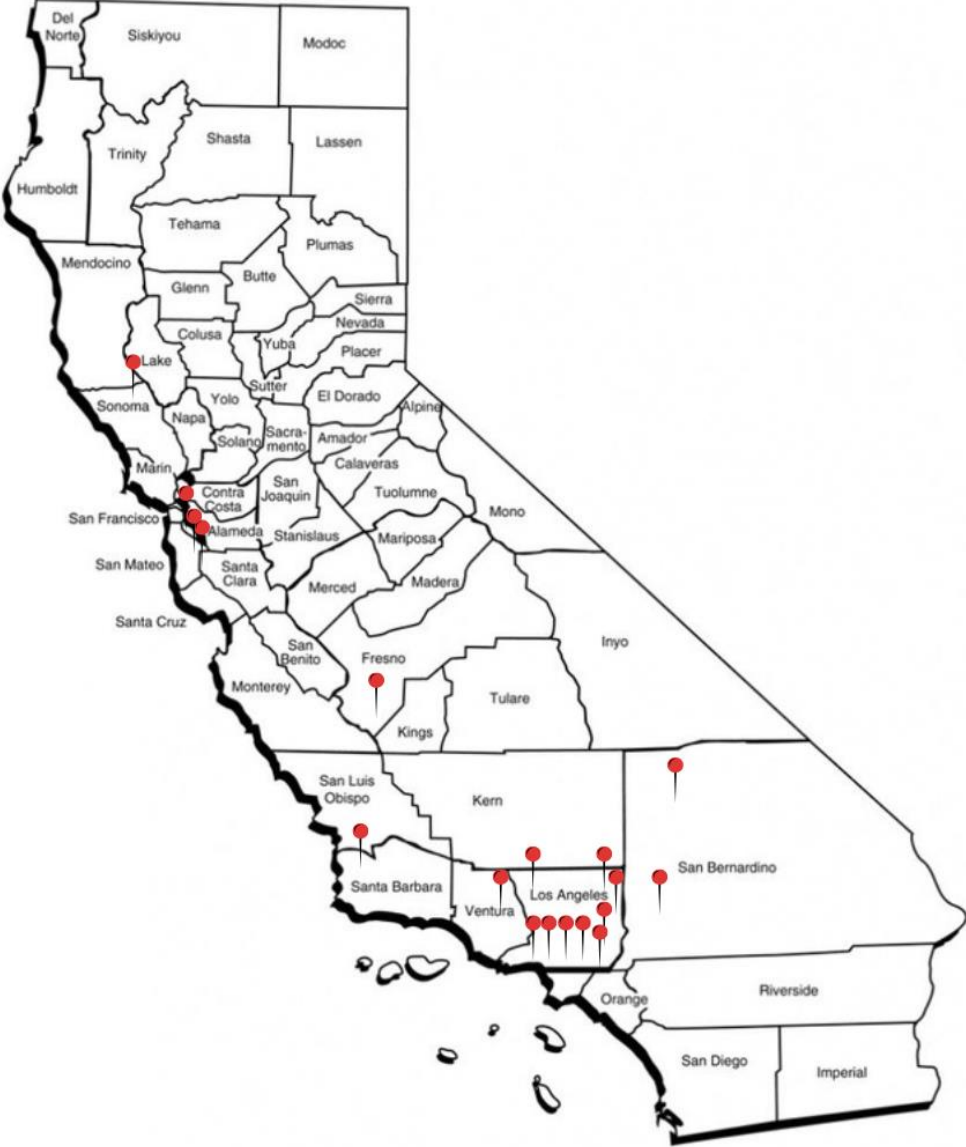 Del
Norte
Siskiyou
Modoc
Shasta
Lassen
Trinity
Humboldt
Tehama
Plumas
Mendocino
Butte
Glenn
Sierra
Nevada
Colusa
Yuba
Placer
Lake
Sutter
El Dorado
Yolo
Sonoma
Alpine
Napa
Sacra-
mento
Solano
Amador
Calaveras
Marin
San
Joaquin
Contra
Costa
Tuolumne
Mono
San Francisco
Alameda
Stanislaus
Mariposa
San Mateo
Santa
Clara
Merced
Madera
Santa Cruz
Inyo
San
Benito
Fresno
Monterey
Tulare
Kings
San Luis
Obispo
Kern
San Bernardino
Santa Barbara
Los Angeles
Ventura
Riverside
Orange
San Diego
Imperial